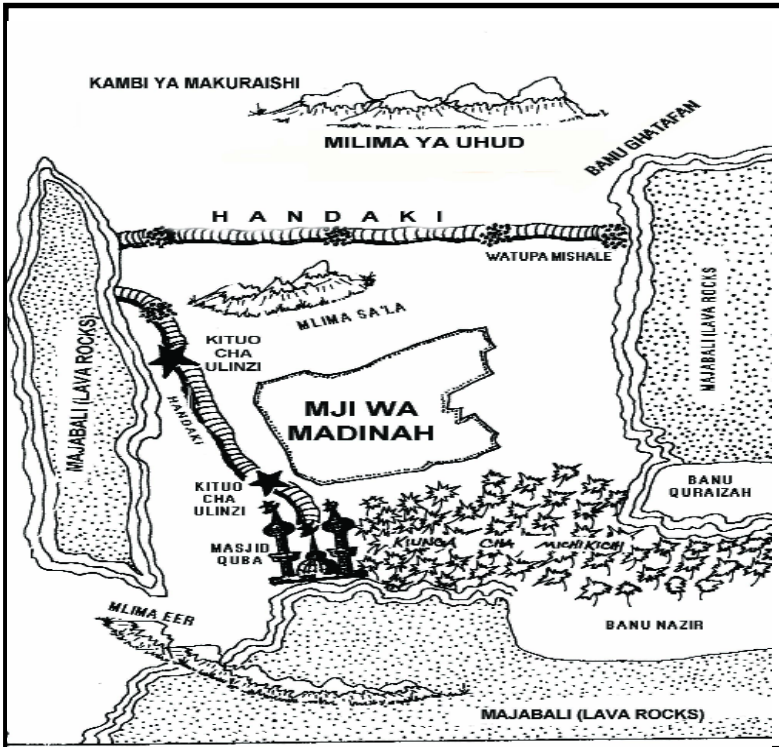 KAMBI YA MAKURAISHI
MILIMA YA UHUD
BANU GHATAFAN
HANDAKI
WATUPA MISHALE
MLIMA SA'LA
KITUO
CHA
ULINZI
MAJABALI (LAVA ROCKS)
HANDAKI
MJI WA
MADINAH
MAJABALI (LAVA ROCKS)
KITUO
CHA
ULINZI
BANU
QURAIZAH
MASJID
QUBA
KIUNGA CHA MICHIKICHI
MLIMA EER
BANU NAZIR
MAJABALI (LAVA ROCKS)